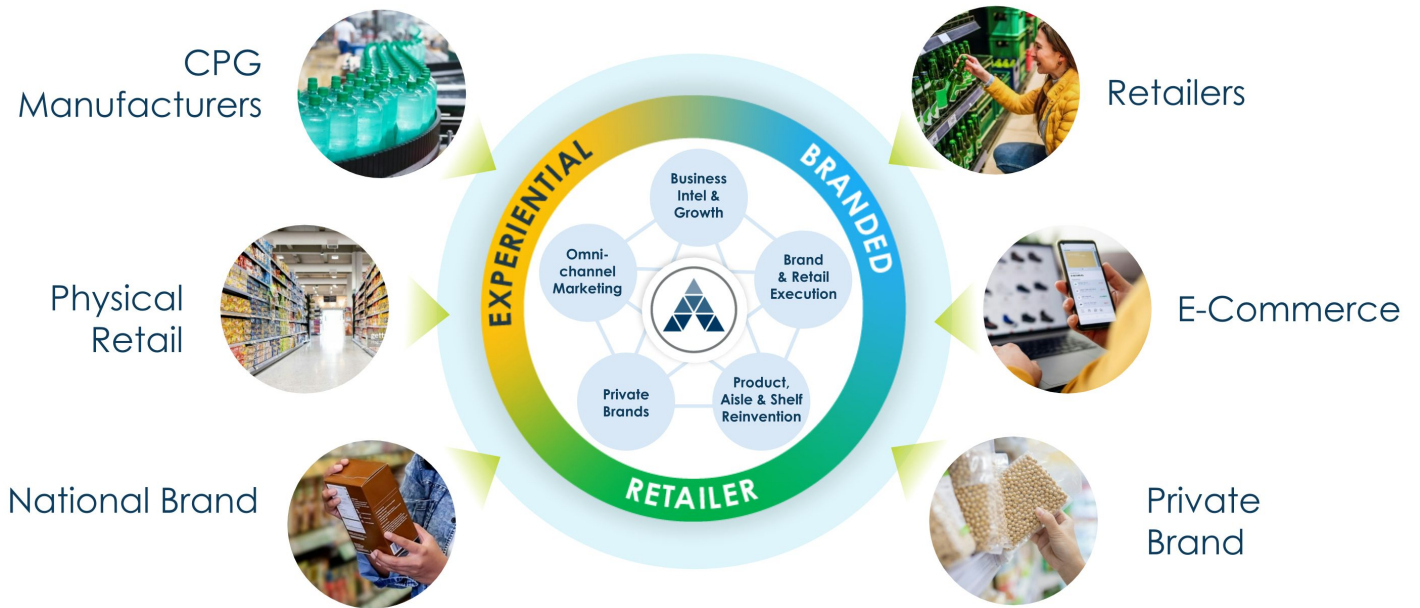 CPG
Manufacturers
Retailers
Physical
Retail
E-Commerce
National Brand
Private
Brand
EXPERIENTIAL
BRANDED
RETAILER
Business
Intel &
Growth
Omni-
channel
Marketing
Brand
& Retail
Execution
Private
Brands
Product,
Aisle & Shelf
Reinvention